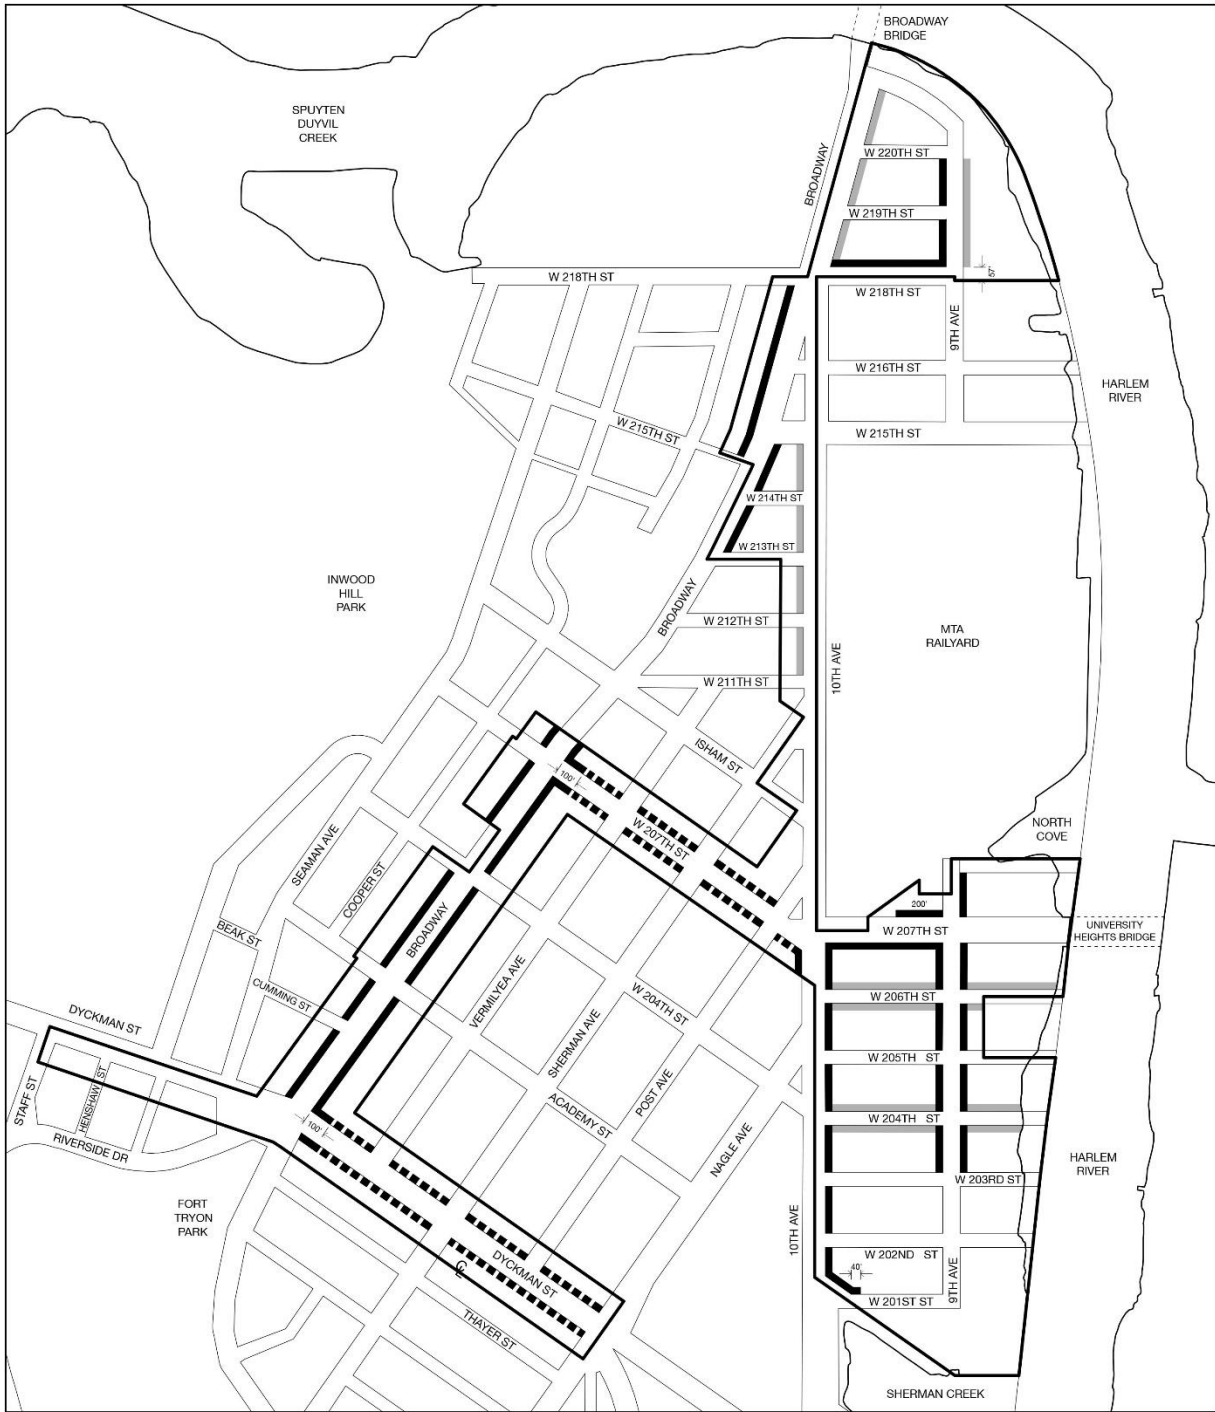 BROADWAY
BRIDGE
SPUYTEN
DUYVIL
CREEK
BROADWAY
W 220TH ST
W 219TH ST
57'
W 218TH ST
W 218TH ST
9TH AVE
W 216TH ST
HARLEM
RIVER
W 215TH ST
W 215TH ST
W 214TH ST
W 213TH ST
INWOOD
HILL
PARK
BROADWAY
W 212TH ST
MTA
RAILYARD
10TH AVE
W 211TH ST
ISHAM ST
100'
NORTH
COVE
W 207TH ST
SEAMAN AVE
COOPER ST
200'
BROADWAY
W 207TH ST
UNIVERSITY
HEIGHTS BRIDGE
BEAK ST
VERMILYEA AVE
W 204TH ST
CUMMING ST
W 206TH ST
DYCKMAN ST
SHERMAN AVE
W 205TH ST
STAFF ST
HENSHAW ST
POST AVE
ACADEMY ST
W 204TH ST
100'
RIVERSIDE DR
NAGLE AVE
HARLEM
RIVER
W 203RD ST
FORT
TRYON
PARK
10TH AVE
W 202ND ST
DYCKMAN ST
40'
9TH AVE
W 201ST ST
THAYER ST
SHERMAN CREEK